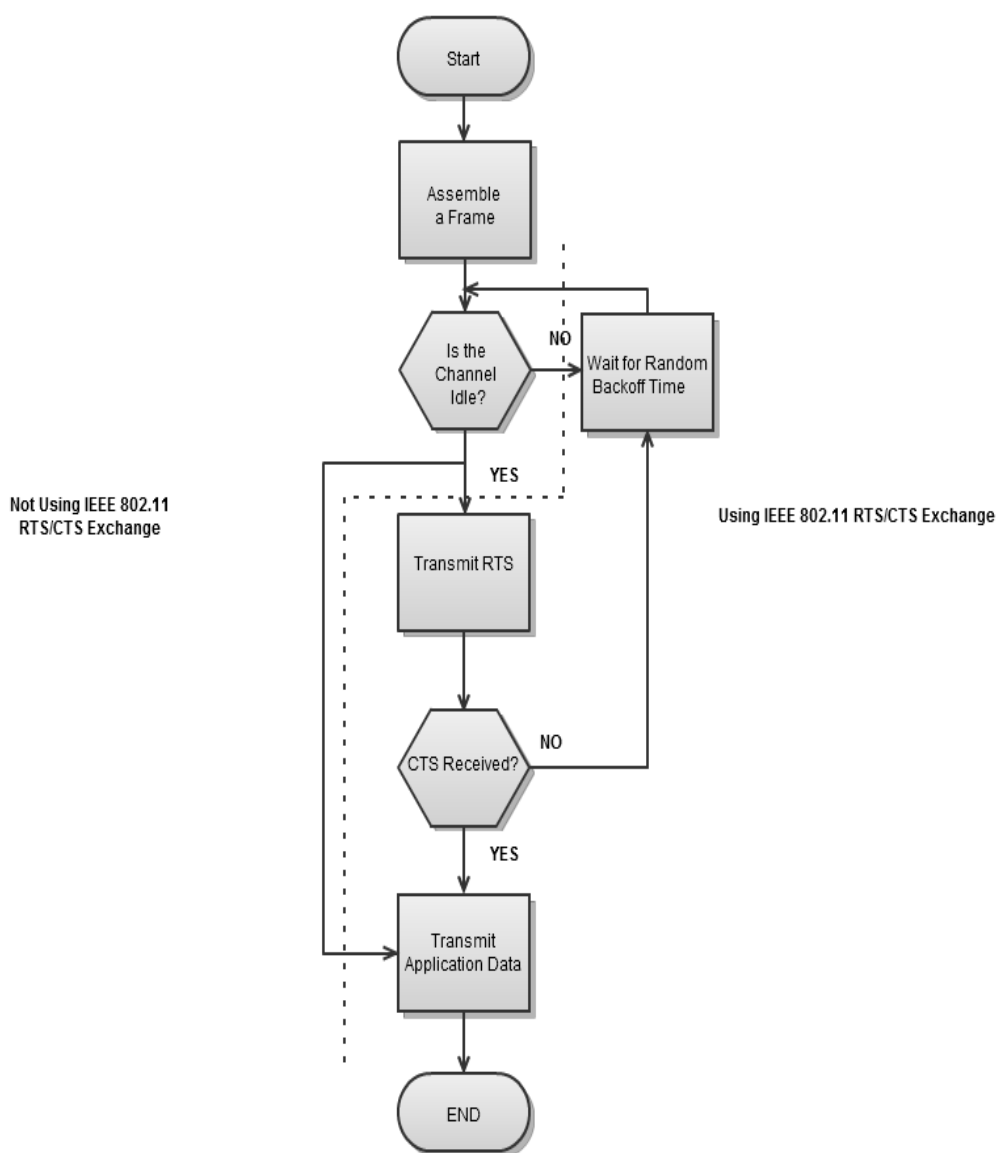 Start
Assemble
a Frame
NO
Is the
Channel
Idle?
Wait for Random
Backoff Time
YES
Not Using IEEE 802.11
RTS/CTS Exchange
Using IEEE 802.11 RTS/CTS Exchange
Transmit RTS
NO
CTS Received?
YES
Transmit
Application Data
END